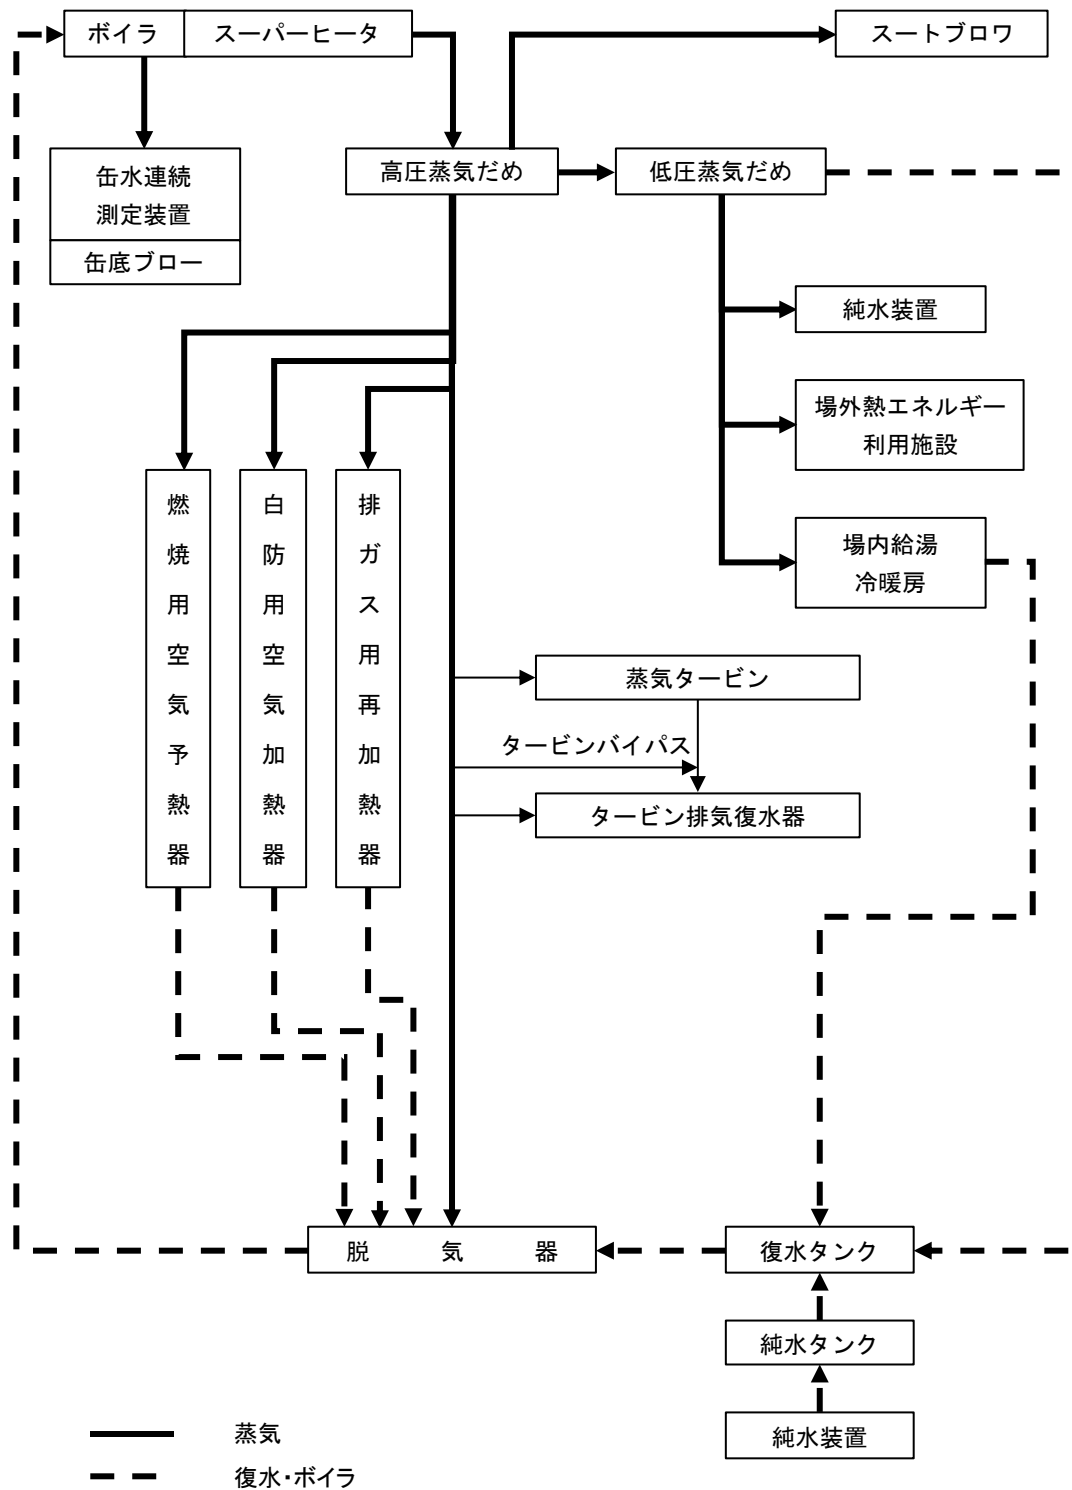 ボイラ
スーパーヒータ
スートブロワ
缶水連続
測定装置
缶底ブロー
高圧蒸気だめ
低圧蒸気だめ
純水装置
場外熱エネルギー
利用施設
場内給湯
冷暖房
燃焼用空気予熱器
白防用空気加熱器
排ガス用再加熱器
蒸気タービン
タービンバイパス
タービン排気復水器
脱気器
復水タンク
純水タンク
純水装置
蒸気
復水・ボイラ